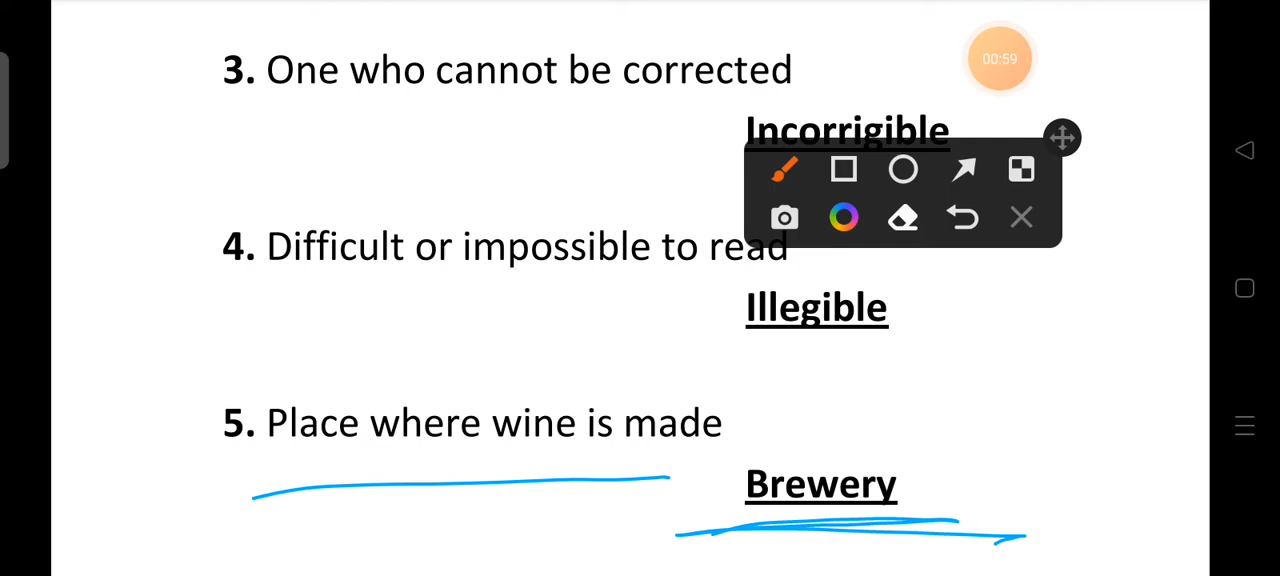 3. One who cannot be corrected
00:59
Incorrigible
4. Difficult or impossible to read
Illegible
5. Place where wine is made
Brewery